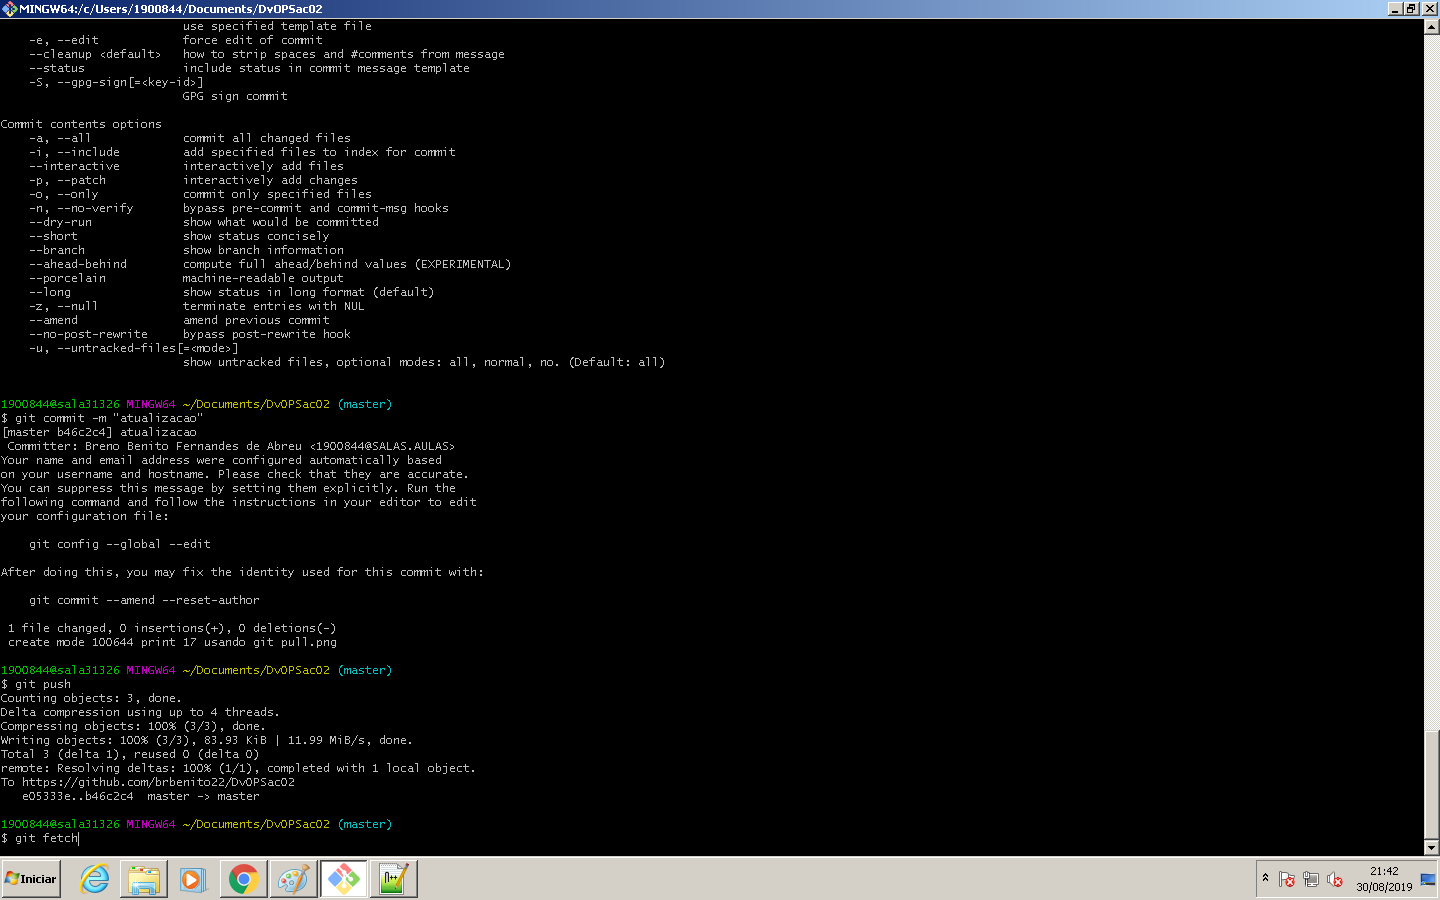 MINGW64:/c/Users/1900844/Documents/DvOPSac02
                          use specified template file
    -e, --edit            force edit of commit
    --cleanup <default>   how to strip spaces and #comments from message
    --status              include status in commit message template
    -S, --gpg-sign[=<key-id>]
                          GPG sign commit

Commit contents options
    -a, --all             commit all changed files
    -i, --include         add specified files to index for commit
    --interactive         interactively add files
    -p, --patch           interactively add changes
    -o, --only            commit only specified files
    -n, --no-verify       bypass pre-commit and commit-msg hooks
    --dry-run             show what would be committed
    --short               show status concisely
    --branch              show branch information
    --ahead-behind        compute full ahead/behind values (EXPERIMENTAL)
    --porcelain           machine-readable output
    --long                show status in long format (default)
    -z, --null            terminate entries with NUL
    --amend               amend previous commit
    --no-post-rewrite     bypass post-rewrite hook
    -u, --untracked-files[=<mode>]
                          show untracked files, optional modes: all, normal, no. (Default: all)

1900844@sala31326 MINGW64 ~/Documents/DvOPSac02 (master)
$ git commit -m "atualizacao"
[master b46c2c4] atualizacao
 Committer: Breno Benito Fernandes de Abreu <1900844@SALAS.AULAS>
Your name and email address were configured automatically based
on your username and hostname. Please check that they are accurate.
You can suppress this message by setting them explicitly. Run the
following command and follow the instructions in your editor to edit
your configuration file:

    git config --global --edit

After doing this, you may fix the identity used for this commit with:

    git commit --amend --reset-author

 1 file changed, 0 insertions(+), 0 deletions(-)
 create mode 100644 print 17 usando git pull.png

1900844@sala31326 MINGW64 ~/Documents/DvOPSac02 (master)
$ git push
Counting objects: 3, done.
Delta compression using up to 4 threads.
Compressing objects: 100% (3/3), done.
Writing objects: 100% (3/3), 83.93 KiB | 11.99 MiB/s, done.
Total 3 (delta 1), reused 0 (delta 0)
remote: Resolving deltas: 100% (1/1), completed with 1 local object.
To https://github.com/brbenito22/DvOPSac02
   e05333e..b46c2c4  master -> master

1900844@sala31326 MINGW64 ~/Documents/DvOPSac02 (master)
$ git fetch
Iniciar
21:42
30/08/2019